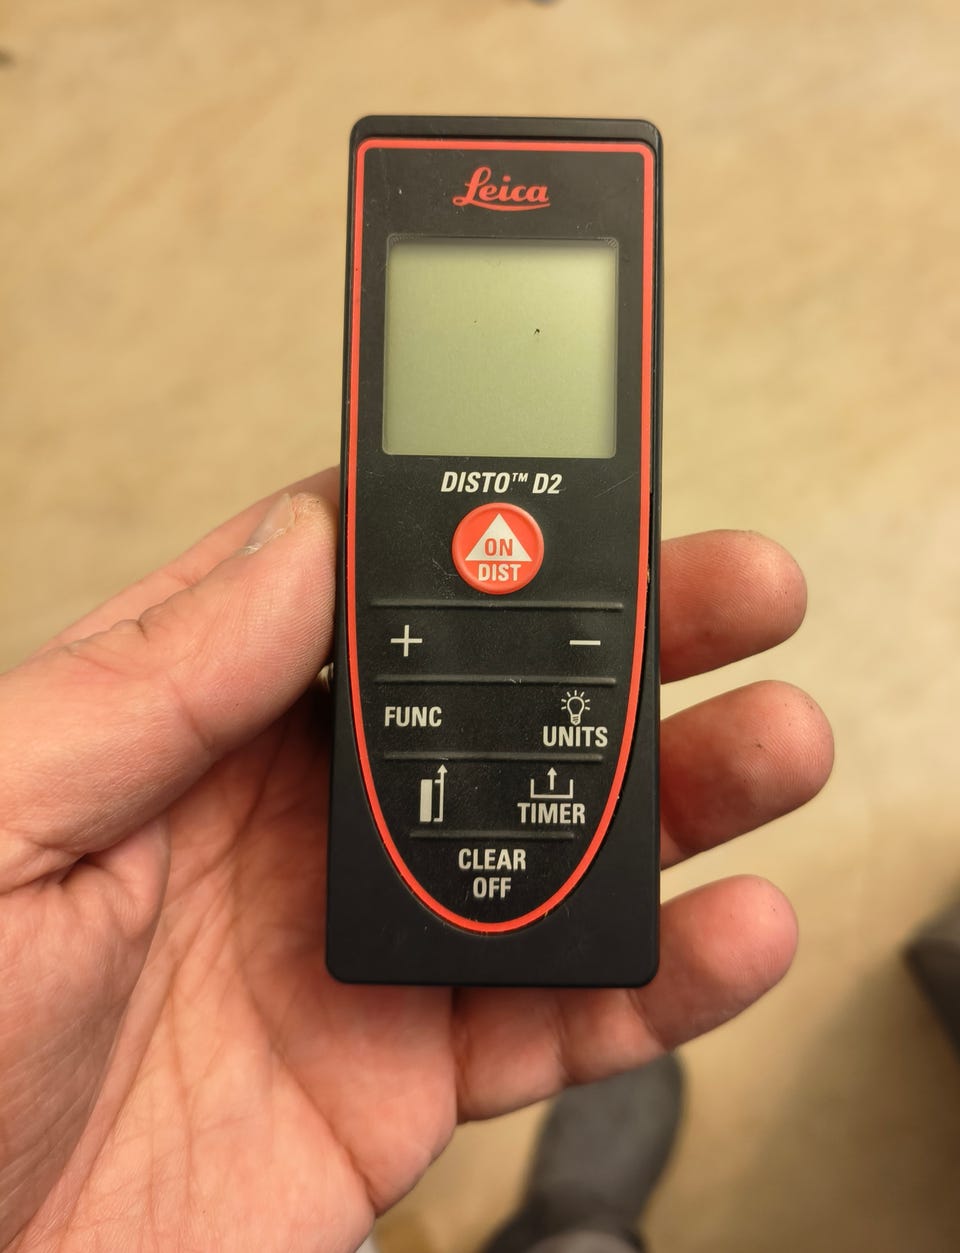 Leica
DISTO™ D2
ON
DIST
+ −
FUNC
UNITS
TIMER
CLEAR
OFF